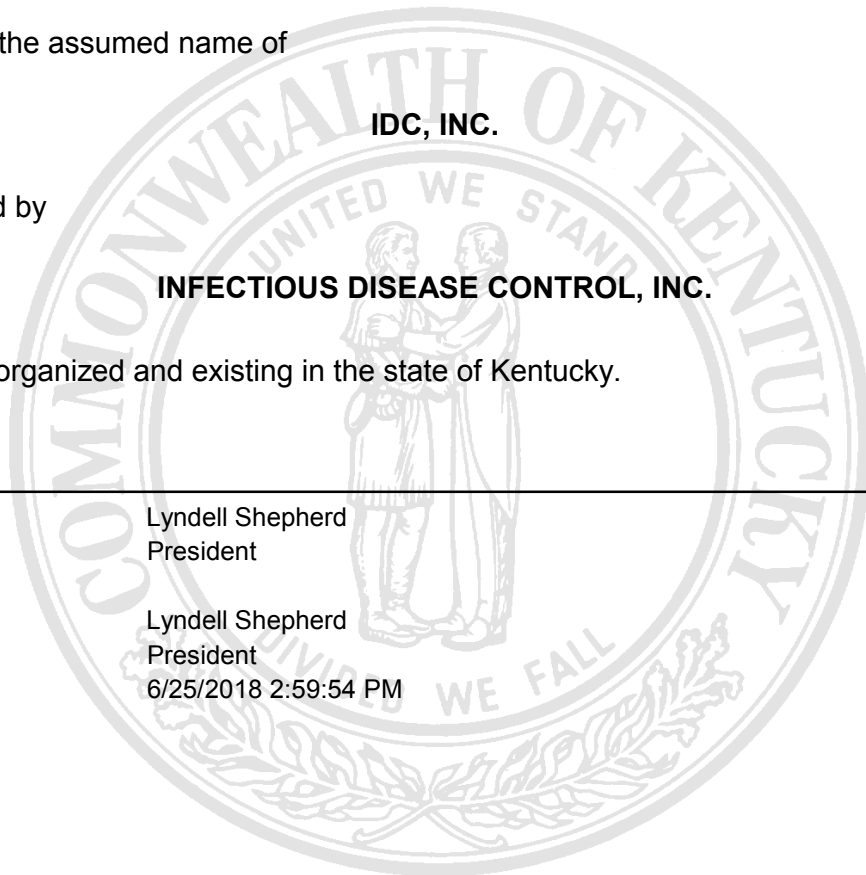 the assumed name of
IDC, INC.
d by
INFECTIOUS DISEASE CONTROL, INC.
organized and existing in the state of Kentucky.
Lyndell Shepherd
President
Lyndell Shepherd
President
6/25/2018 2:59:54 PM
COMMONWEALTH OF KENTUCKY
UNITED WE STAND
DIVIDED WE FALL